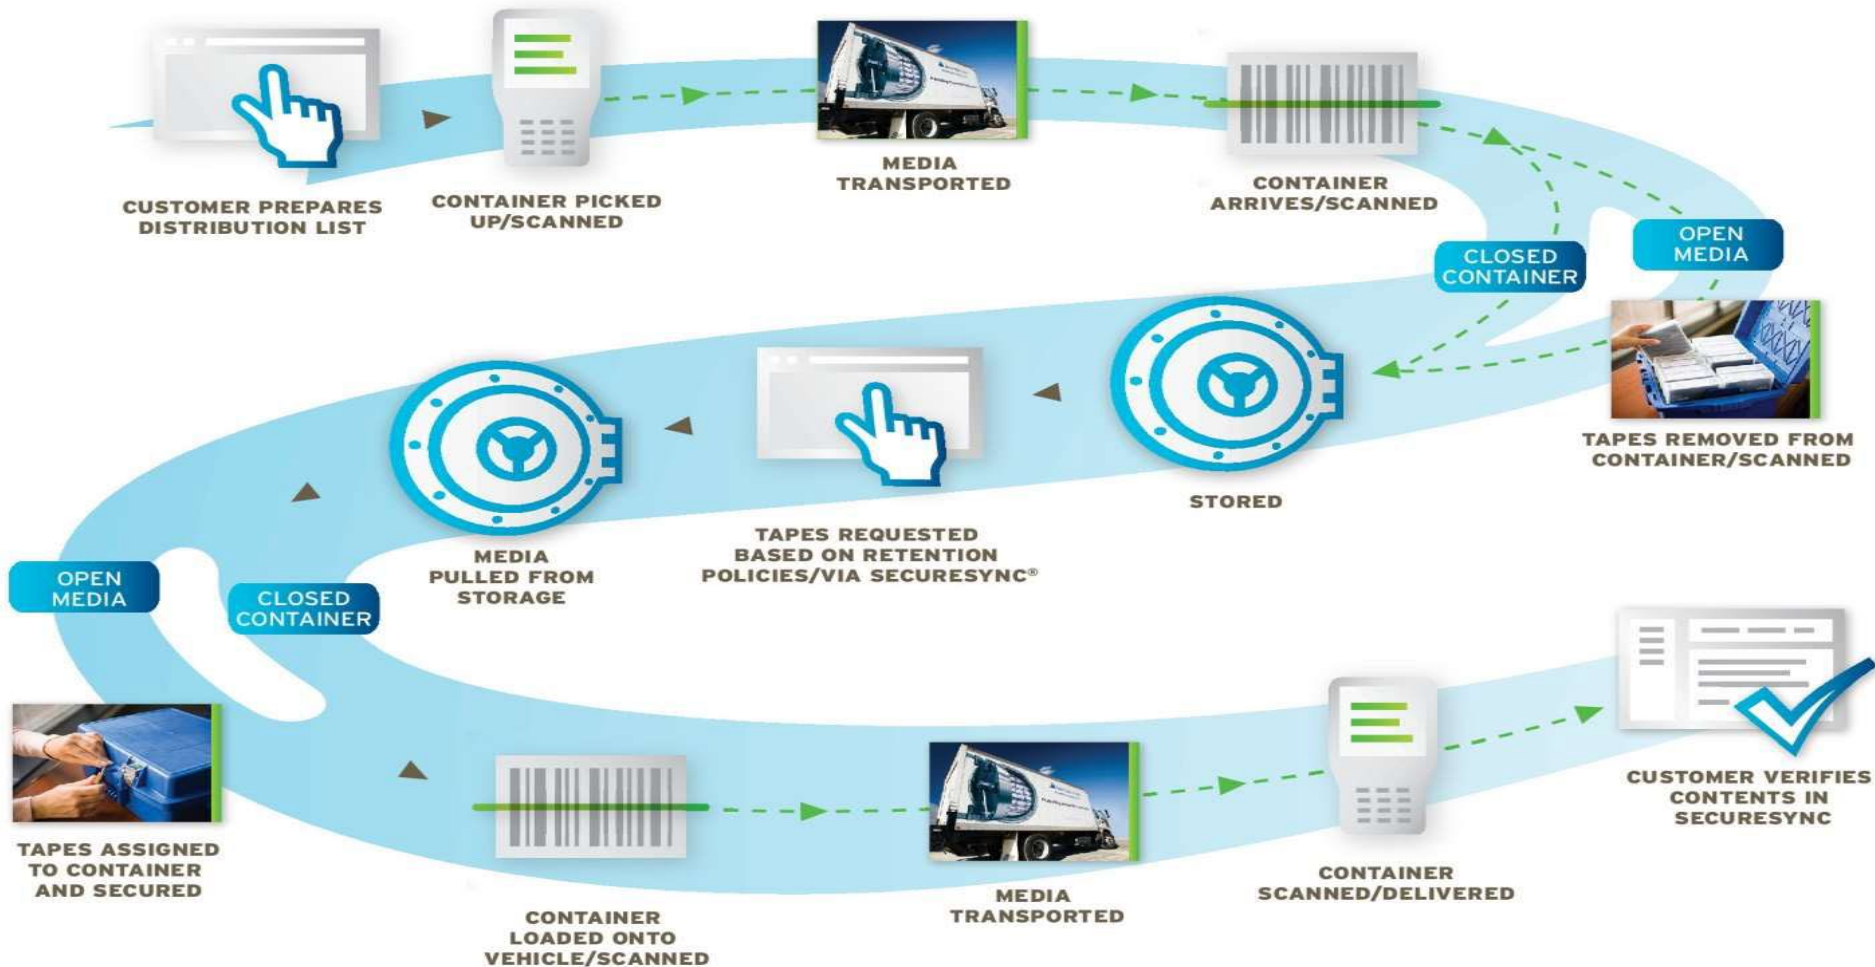 CUSTOMER PREPARES
DISTRIBUTION LIST
CONTAINER PICKED
UP/SCANNED
MEDIA
TRANSPORTED
CONTAINER
ARRIVES/SCANNED
CLOSED
CONTAINER
OPEN
MEDIA
TAPES REMOVED FROM
CONTAINER/SCANNED
STORED
TAPES REQUESTED
BASED ON RETENTION
POLICIES/VIA SECURESYNC®
MEDIA
PULLED FROM
STORAGE
OPEN
MEDIA
CLOSED
CONTAINER
TAPES ASSIGNED
TO CONTAINER
AND SECURED
CONTAINER
LOADED ONTO
VEHICLE/SCANNED
MEDIA
TRANSPORTED
CONTAINER
SCANNED/DELIVERED
CUSTOMER VERIFIES
CONTENTS IN
SECURESYNC